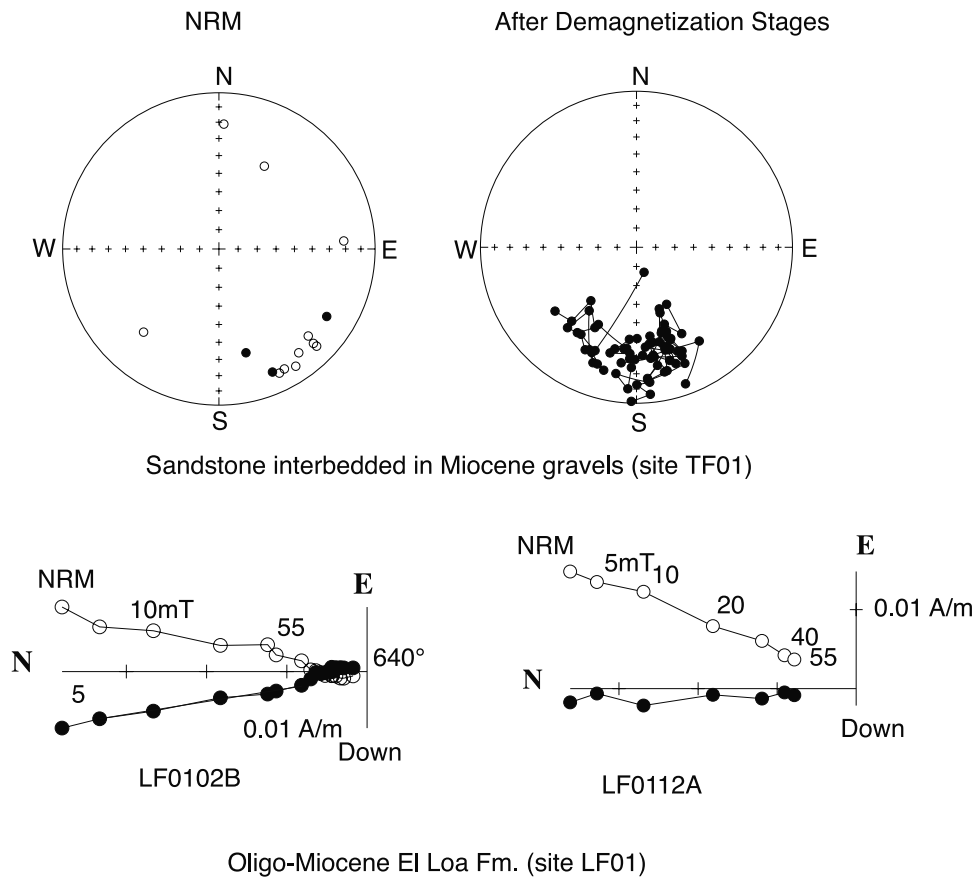 NRM
After Demagnetization Stages
N
N
W
E
W
E
S
S
Sandstone interbedded in Miocene gravels (site TF01)
NRM
10mT
55
E
N
5
640°
0.01 A/m
Down
LF0102B
NRM
5mT
10
20
40
55
E
0.01 A/m
N
Down
LF0112A
Oligo-Miocene El Loa Fm. (site LF01)